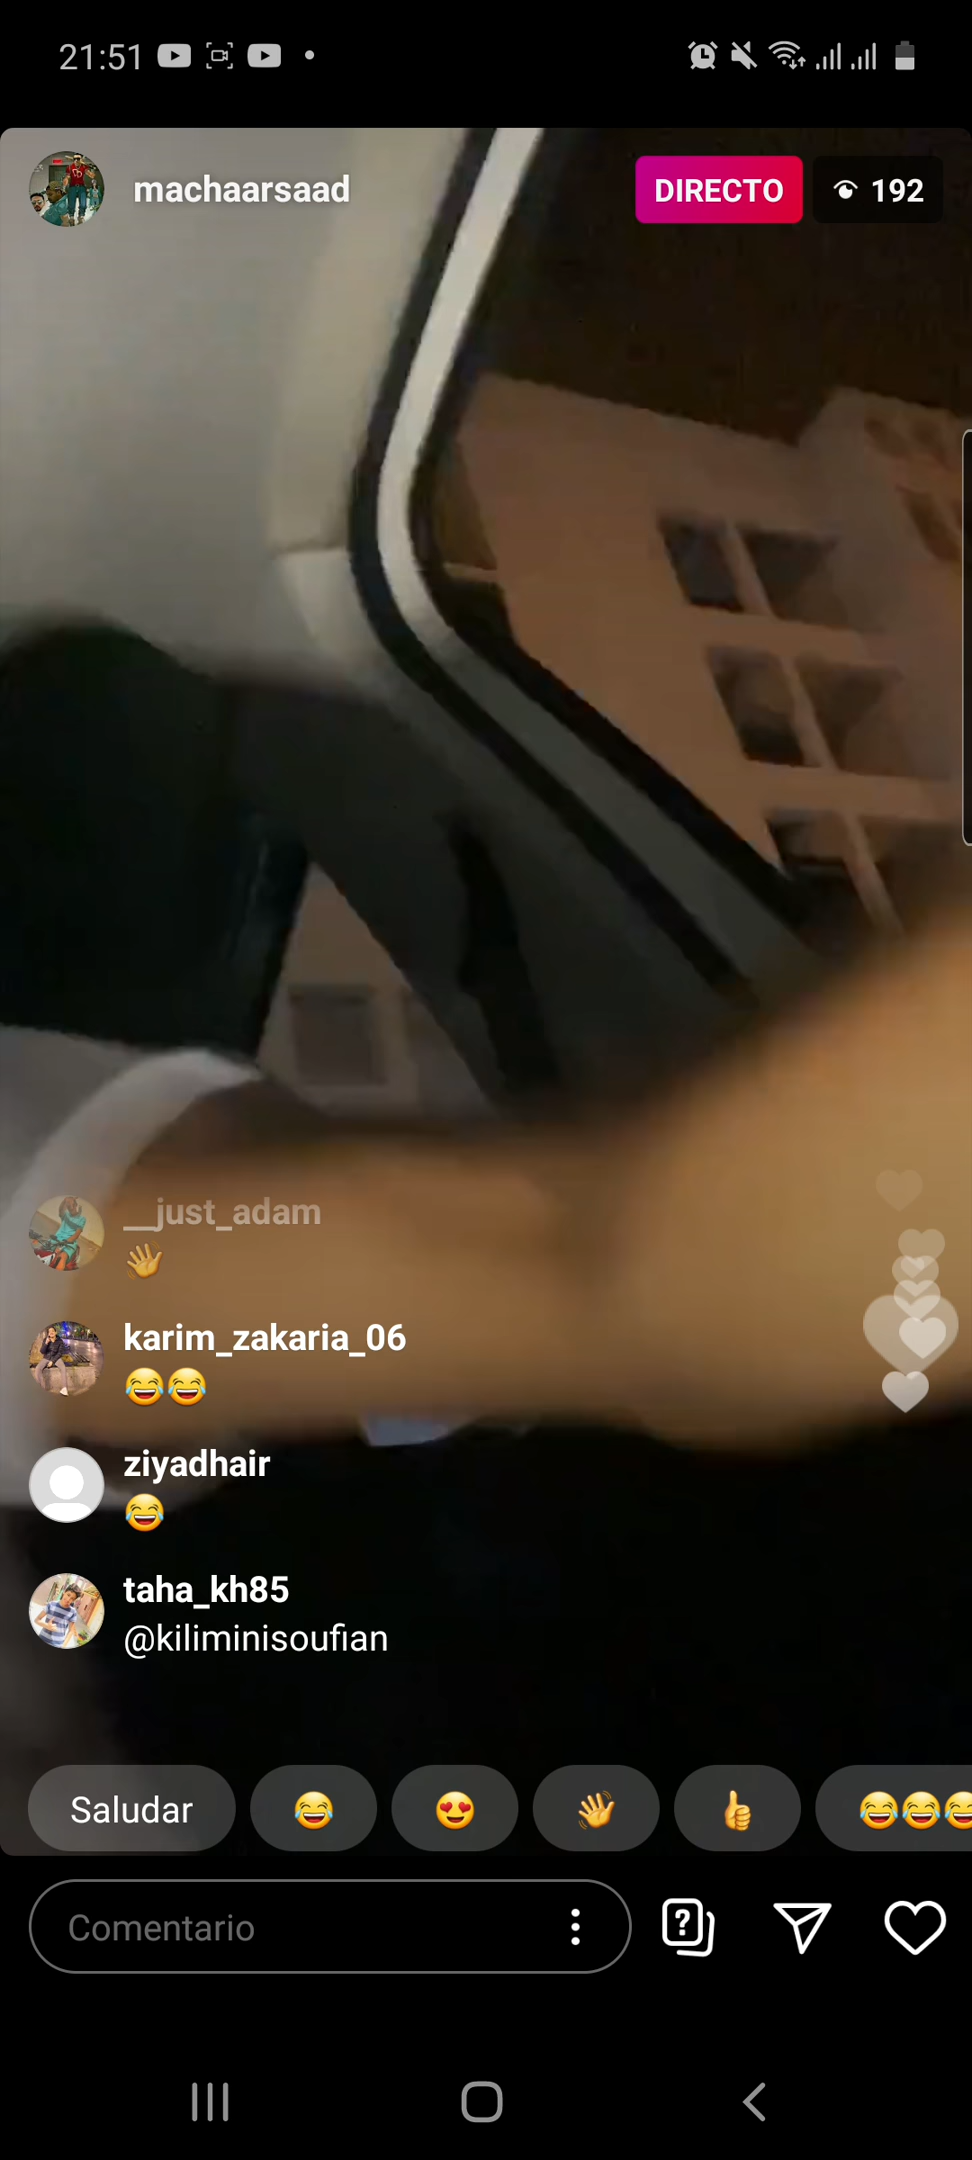 21:51
machaarsaad
DIRECTO
192
__just_adam
👋
karim_zakaria_06
😂😂
ziyadhair
😂
taha_kh85
@kiliminisoufian
Saludar 😂 😍 👋 👍 😂😂😂
Comentario